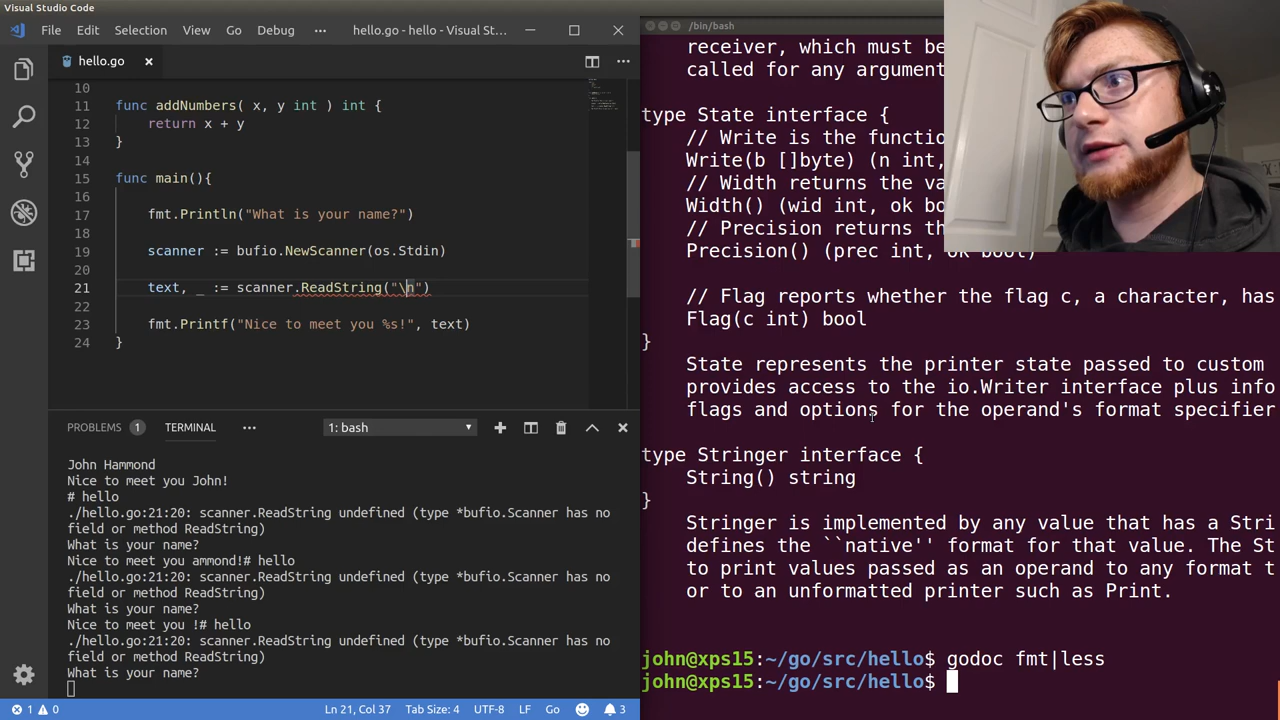 Visual Studio Code
File Edit Selection View Go Debug ··· hello.go - hello - Visual St...
/bin/bash
hello.go
10
11 func addNumbers( x, y int ) int {
12 return x + y
13 }
14
15 func main(){
16
17 fmt.Println("What is your name?")
18
19 scanner := bufio.NewScanner(os.Stdin)
20
21 text, _ := scanner.ReadString("\n")
22
23 fmt.Printf("Nice to meet you %s!", text)
24 }
PROBLEMS 1 TERMINAL ··· 1: bash
John Hammond
Nice to meet you John!
# hello
./hello.go:21:20: scanner.ReadString undefined (type *bufio.Scanner has no
field or method ReadString)
What is your name?
Nice to meet you ammond!# hello
./hello.go:21:20: scanner.ReadString undefined (type *bufio.Scanner has no
field or method ReadString)
What is your name?
Nice to meet you !# hello
./hello.go:21:20: scanner.ReadString undefined (type *bufio.Scanner has no
field or method ReadString)
What is your name?
1 0 Ln 21, Col 37 Tab Size: 4 UTF-8 LF Go 3
receiver, which must be
called for any argument
type State interface {
// Write is the functio
Write(b []byte) (n int,
// Width returns the va
Width() (wid int, ok bo
// Precision returns th
Precision() (prec int, ok bool)
// Flag reports whether the flag c, a character, has
Flag(c int) bool
}
State represents the printer state passed to custom
provides access to the io.Writer interface plus info
flags and options for the operand's format specifier
type Stringer interface {
String() string
}
Stringer is implemented by any value that has a Stri
defines the ``native'' format for that value. The St
to print values passed as an operand to any format t
or to an unformatted printer such as Print.
john@xps15:~/go/src/hello$ godoc fmt|less
john@xps15:~/go/src/hello$